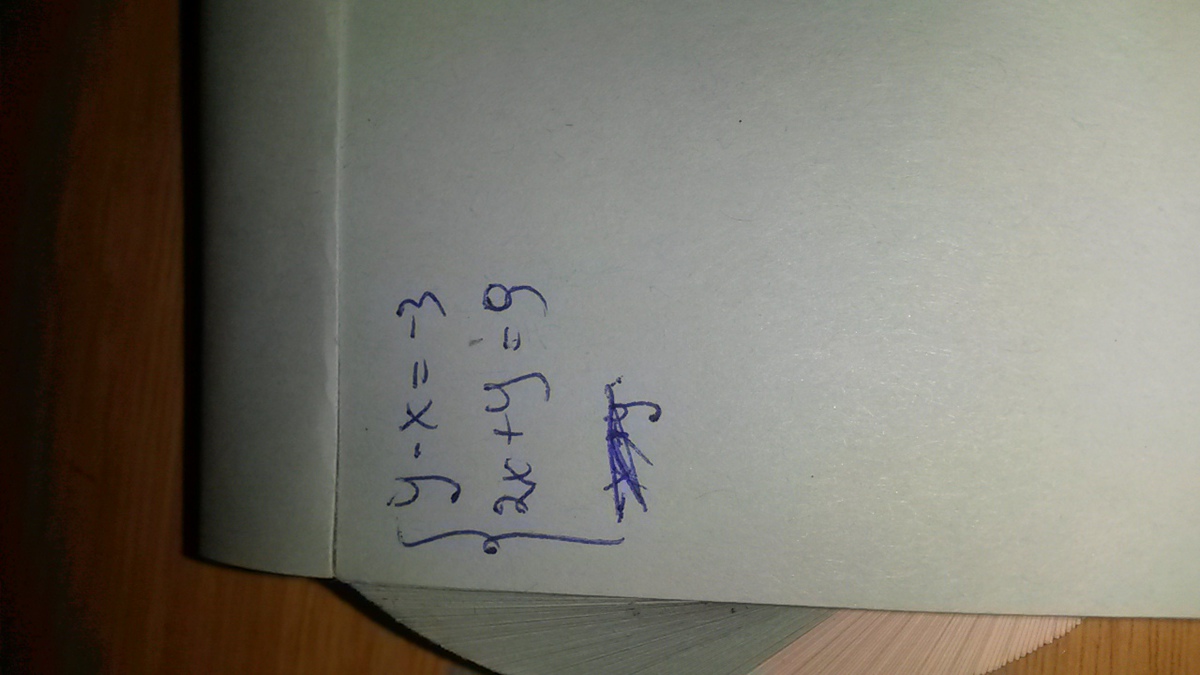 y - x = -3
2x + y = 9